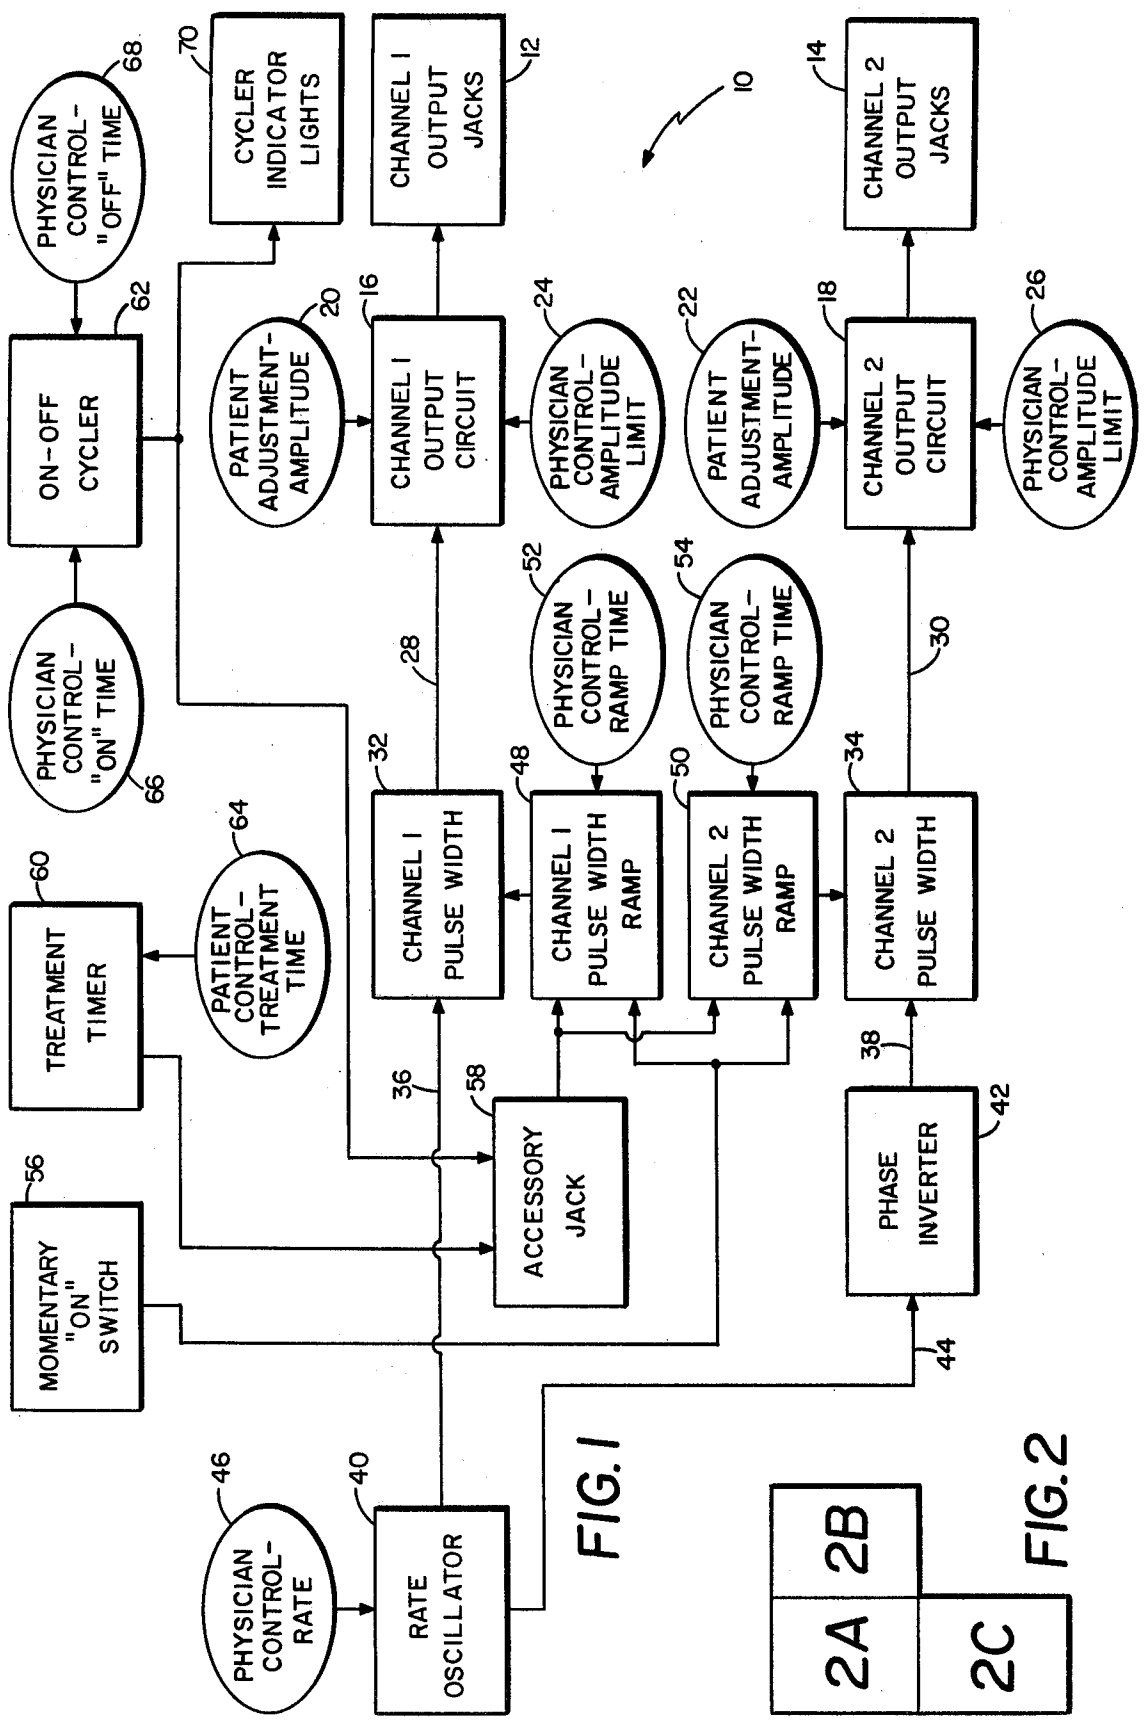 MOMENTARY
"ON"
SWITCH
56
TREATMENT
TIMER
60
PATIENT
CONTROL-
TREATMENT
TIME
64
PHYSICIAN
CONTROL-
"ON" TIME
66
ON-OFF
CYCLER
62
PHYSICIAN
CONTROL-
"OFF" TIME
68
CYCLER
INDICATOR
LIGHTS
70
PHYSICIAN
CONTROL-
RATE
46
RATE
OSCILLATOR
40
36
CHANNEL 1
PULSE WIDTH
32
28
PATIENT
ADJUSTMENT-
AMPLITUDE
20
CHANNEL 1
OUTPUT
CIRCUIT
16
CHANNEL 1
OUTPUT
JACKS
12
ACCESSORY
JACK
58
CHANNEL 1
PULSE WIDTH
RAMP
48
PHYSICIAN
CONTROL-
RAMP TIME
52
PHYSICIAN
CONTROL-
AMPLITUDE
LIMIT
24
10
CHANNEL 2
PULSE WIDTH
RAMP
50
PHYSICIAN
CONTROL-
RAMP TIME
54
PATIENT
ADJUSTMENT-
AMPLITUDE
22
44
PHASE
INVERTER
42
38
CHANNEL 2
PULSE WIDTH
34
30
CHANNEL 2
OUTPUT
CIRCUIT
18
CHANNEL 2
OUTPUT
JACKS
14
PHYSICIAN
CONTROL-
AMPLITUDE
LIMIT
26
FIG. 1
2A
2B
2C
FIG. 2